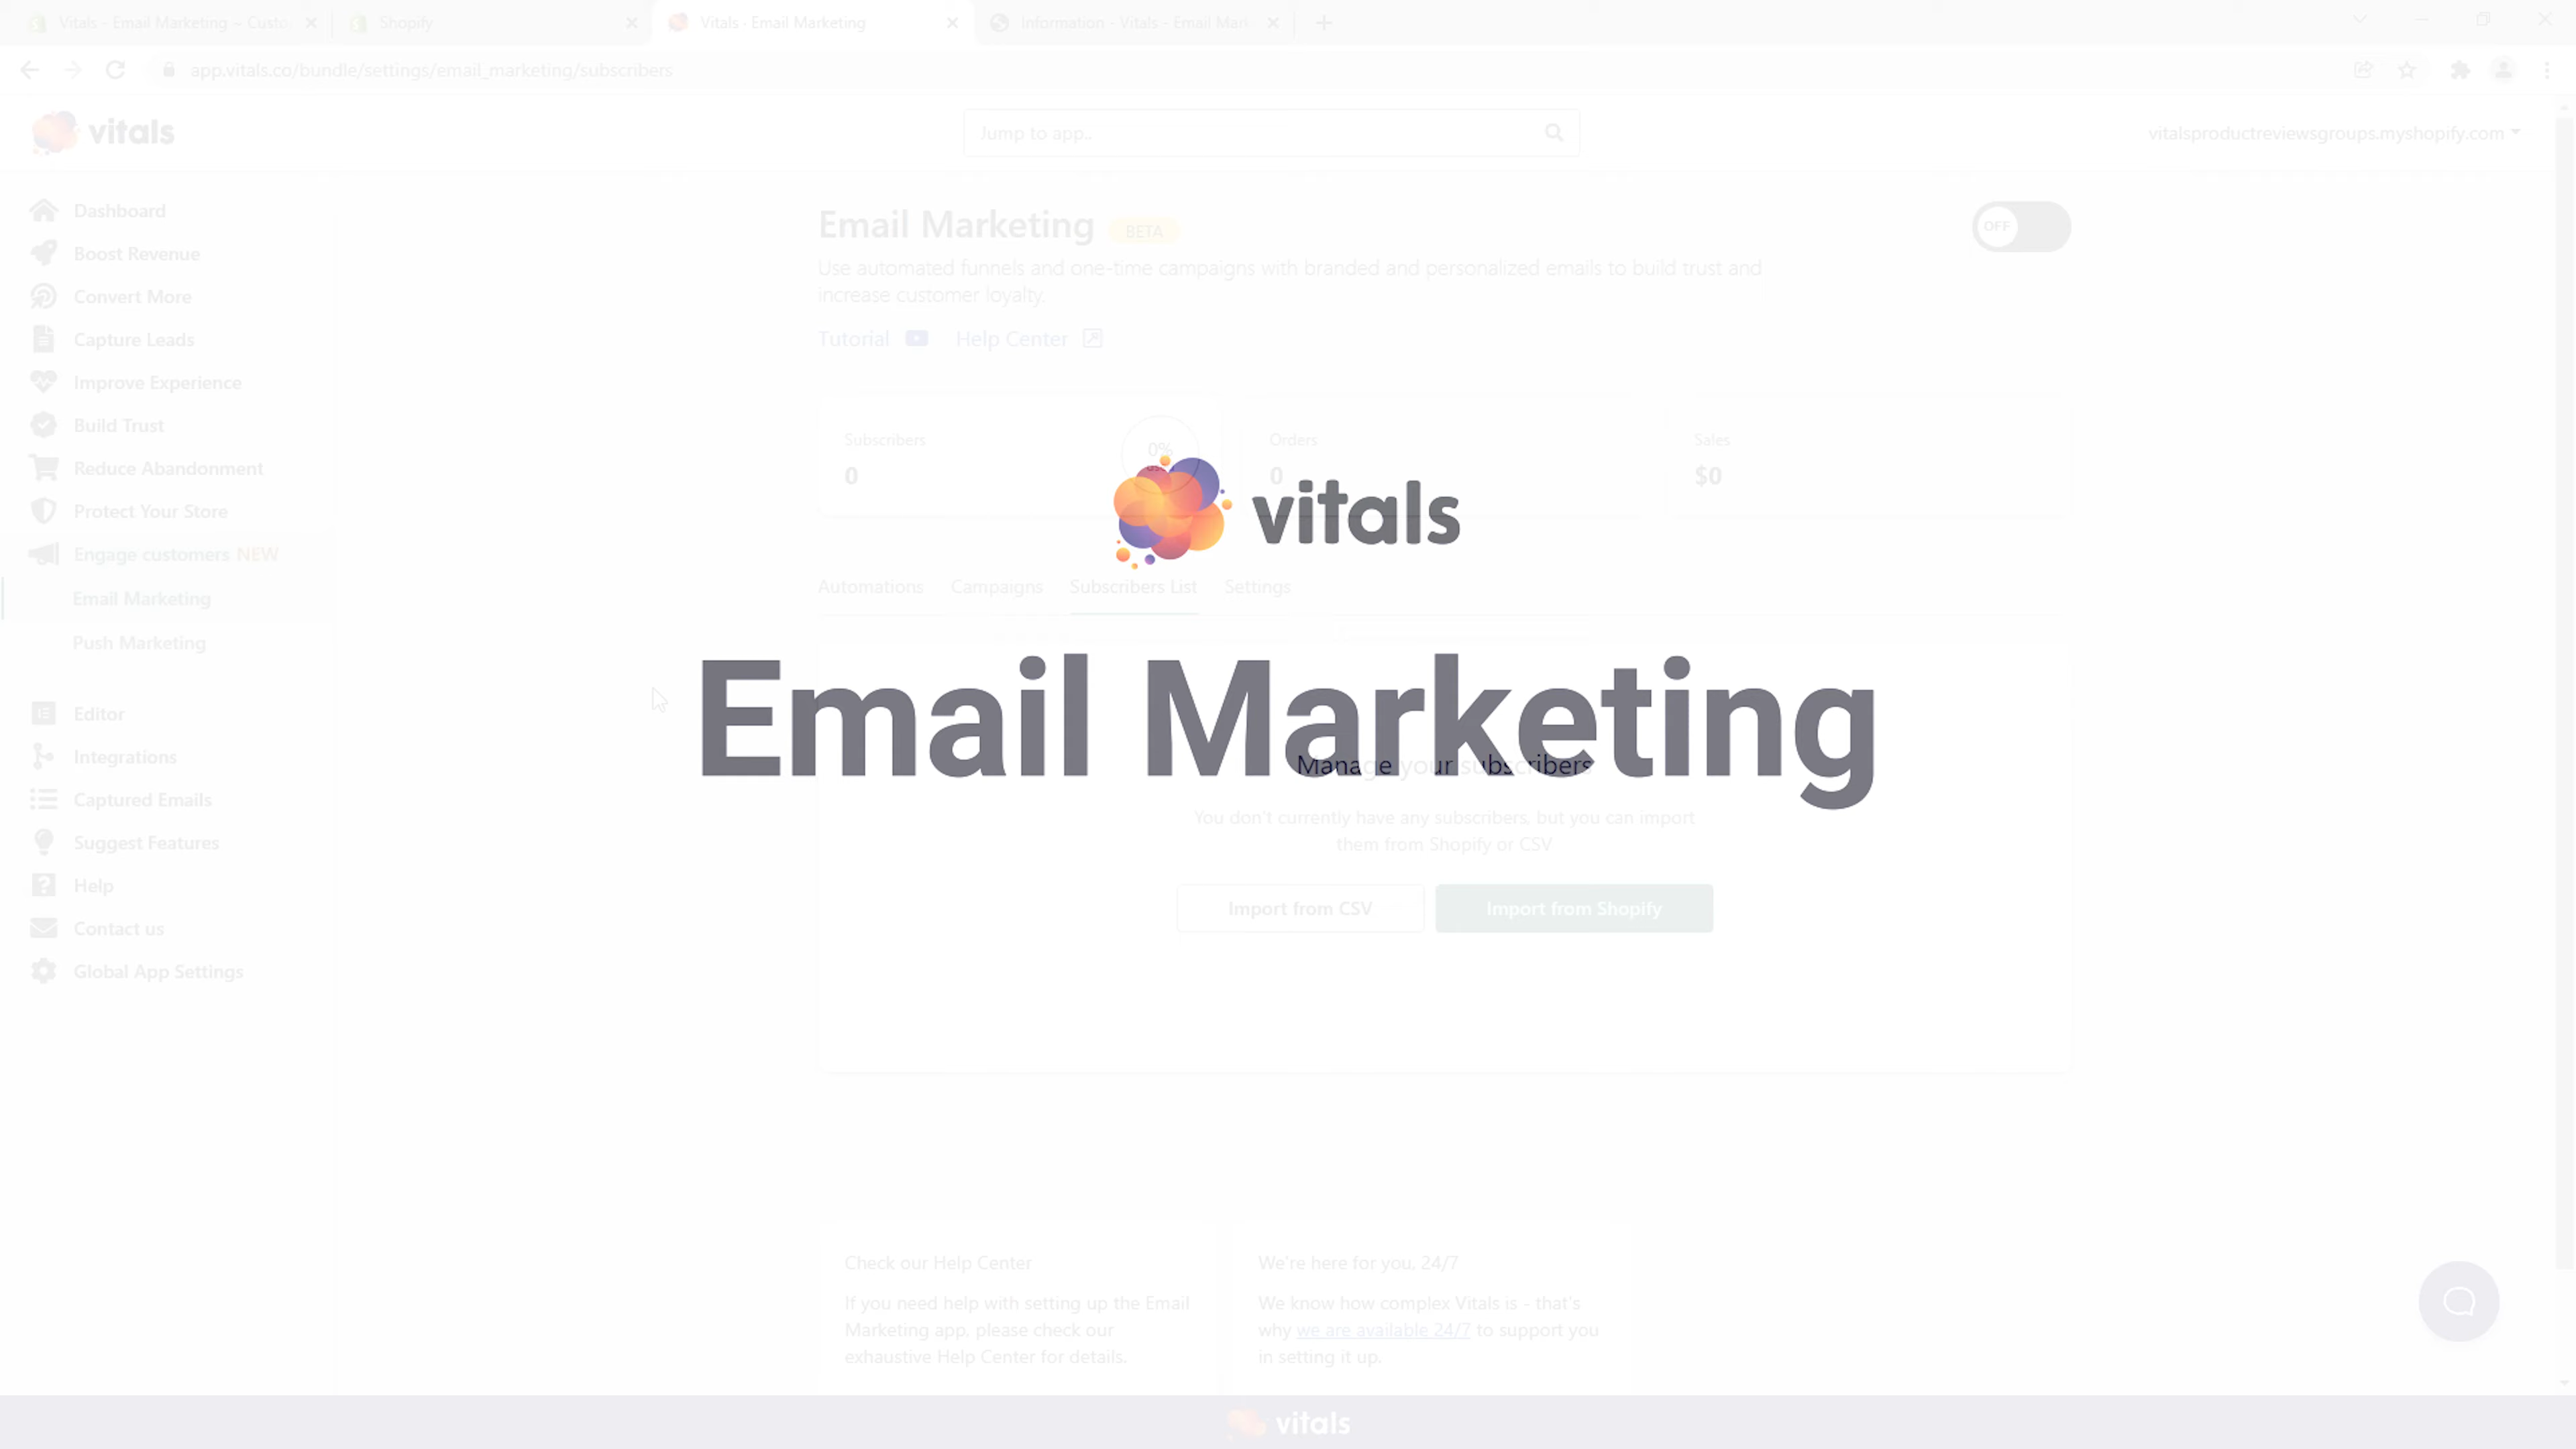 Vitals - Email Marketing ~ Custo
Shopify
Vitals - Email Marketing
Information - Vitals - Email Mark
app.vitals.co/bundle/settings/email_marketing/subscribers
vitals
Jump to app..
vitalsproductreviewsgroups.myshopify.com
Dashboard
Boost Revenue
Convert More
Capture Leads
Improve Experience
Build Trust
Reduce Abandonment
Protect Your Store
Engage customers NEW
Email Marketing
Push Marketing
Editor
Integrations
Captured Emails
Suggest Features
Help
Contact us
Global App Settings
Email Marketing BETA
OFF
Use automated funnels and one-time campaigns with branded and personalized emails to build trust and
increase customer loyalty.
Tutorial Help Center
Subscribers
0
0%
Orders
0
Sales
$0
vitals
Automations Campaigns Subscribers List Settings
Email Marketing
Manage your subscribers
You don't currently have any subscribers, but you can import
them from Shopify or CSV
Import from CSV Import from Shopify
Check our Help Center
If you need help with setting up the Email
Marketing app, please check our
exhaustive Help Center for details.
We're here for you, 24/7
We know how complex Vitals is - that's
why we are available 24/7 to support you
in setting it up.
vitals